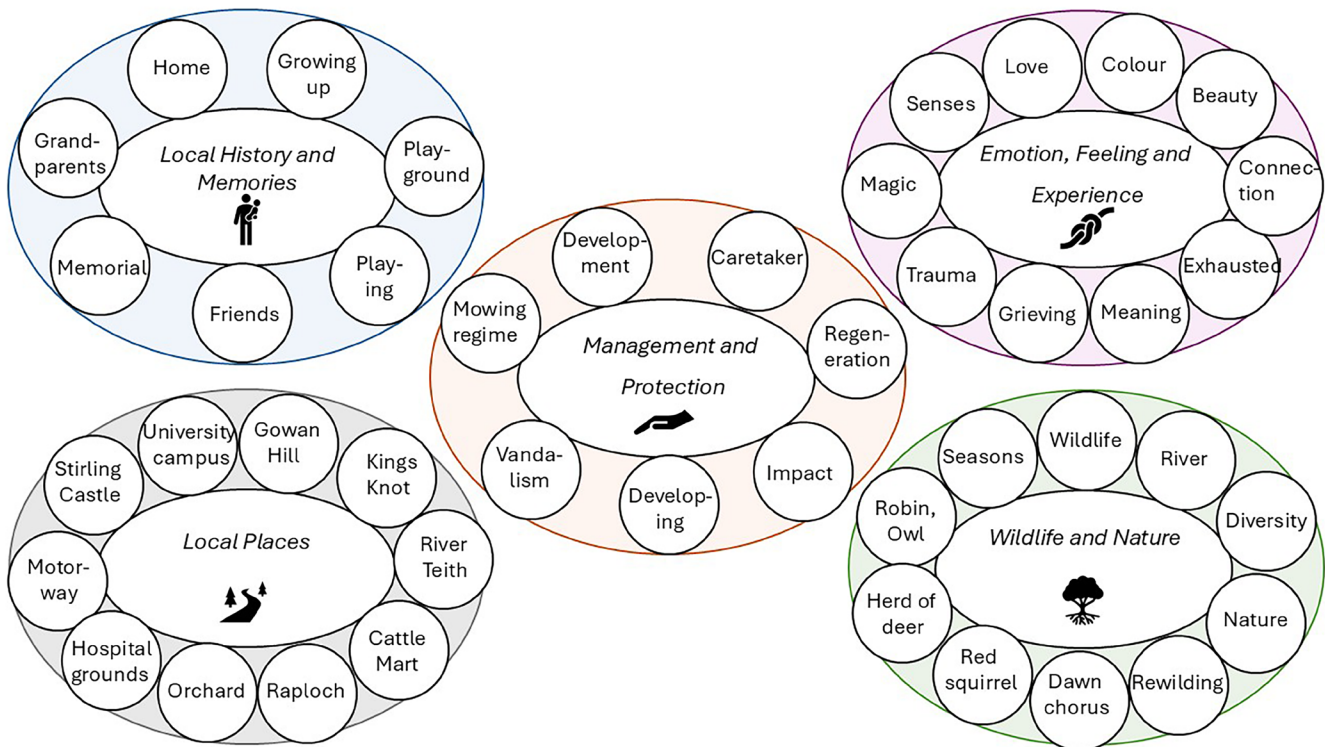 Home
Growing
up
Grand-
parents
Local History and
Memories
Play-
ground
Memorial
Friends
Play-
ing
Love
Colour
Senses
Beauty
Magic
Emotion, Feeling and
Experience
Connec-
tion
Trauma
Grieving
Meaning
Exhausted
Develop-
ment
Caretaker
Mowing
regime
Management and
Protection
Regen-
eration
Vanda-
lism
Develop-
ing
Impact
University
campus
Gowan
Hill
Stirling
Castle
Kings
Knot
Local Places
Motor-
way
River
Teith
Hospital
grounds
Orchard
Raploch
Cattle
Mart
Seasons
Wildlife
River
Robin,
Owl
Wildlife and Nature
Diversity
Herd of
deer
Nature
Red
squirrel
Dawn
chorus
Rewilding